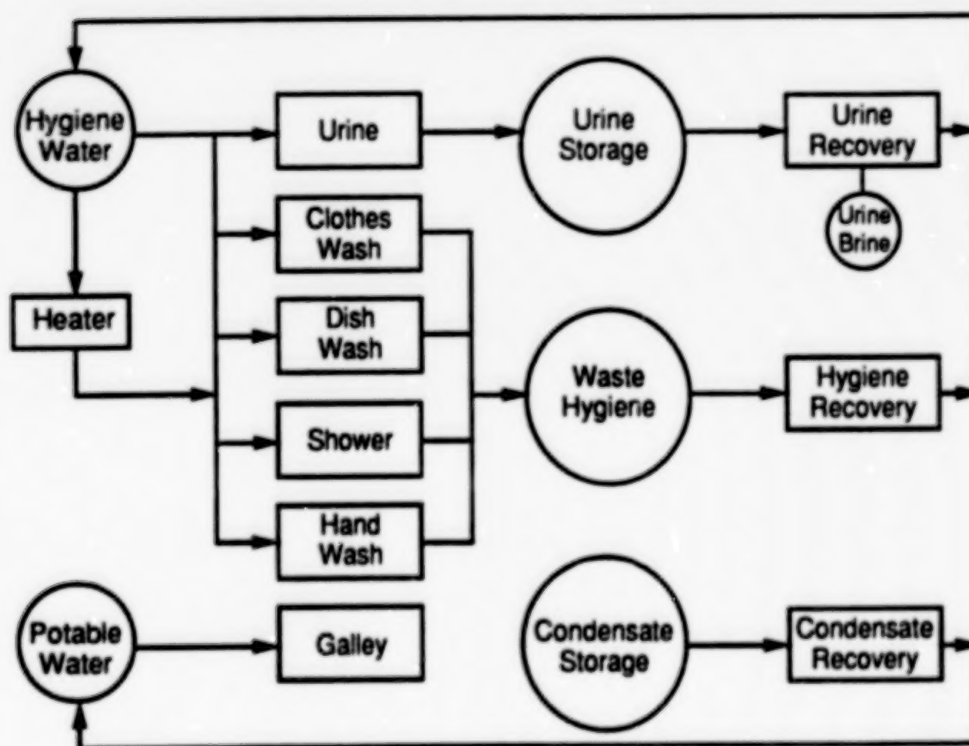 Hygiene
Water
Urine
Urine
Storage
Urine
Recovery
Urine
Brine
Clothes
Wash
Heater
Dish
Wash
Waste
Hygiene
Hygiene
Recovery
Shower
Hand
Wash
Potable
Water
Galley
Condensate
Storage
Condensate
Recovery